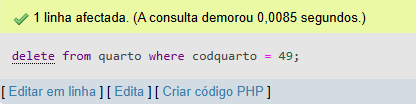 1 linha afectada. (A consulta demorou 0,0085 segundos.)
delete from quarto where codquarto = 49;
[ Editar em linha ] [ Edita ] [ Criar código PHP ]